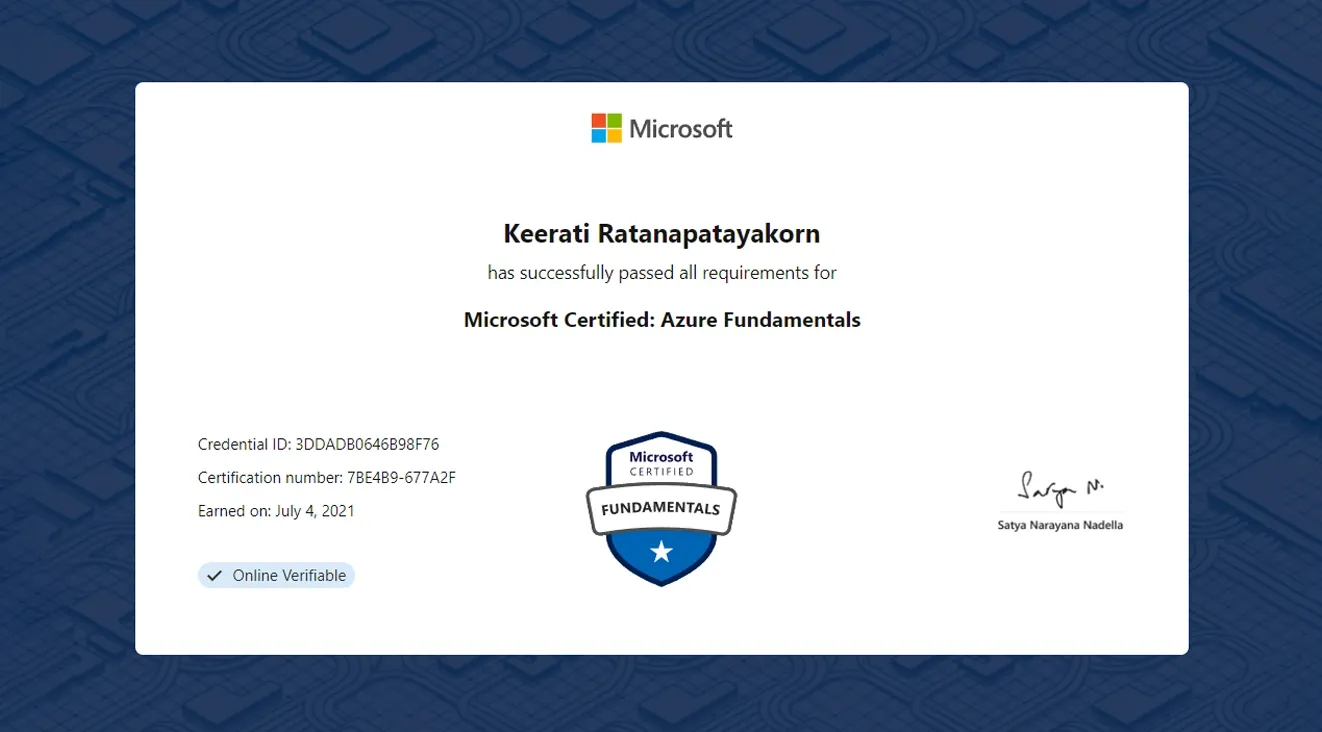 Microsoft
Keerati Ratanapatayakorn
has successfully passed all requirements for
Microsoft Certified: Azure Fundamentals
Credential ID: 3DDADB0646B98F76
Certification number: 7BE4B9-677A2F
Earned on: July 4, 2021
Online Verifiable
Microsoft
CERTIFIED
FUNDAMENTALS
Satya N.
Satya Narayana Nadella